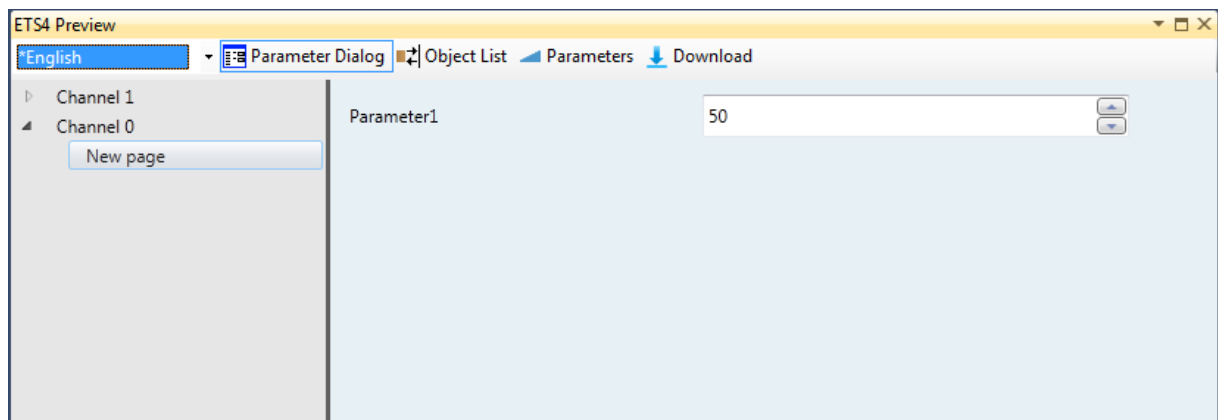 ETS4 Preview
*English Parameter Dialog Object List Parameters Download
Channel 1
Channel 0
New page
Parameter1 50